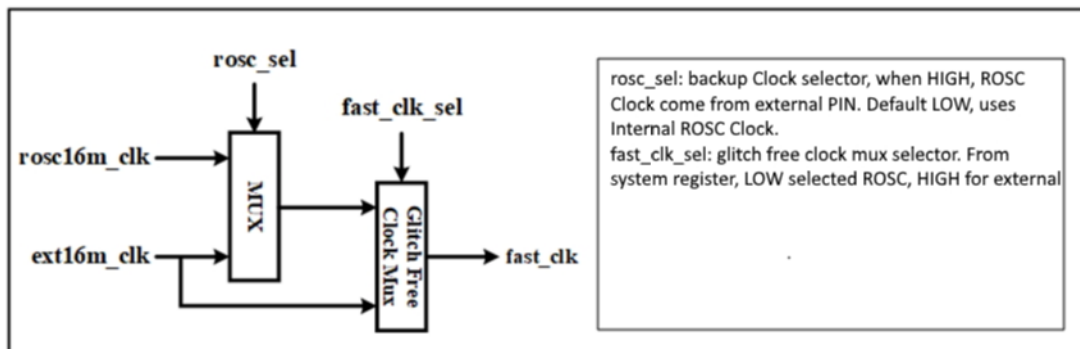 rosc_sel
fast_clk_sel
rosc16m_clk
MUX
ext16m_clk
Glitch Free
Clock Mux
fast_clk
rosc_sel: backup Clock selector, when HIGH, ROSC
Clock come from external PIN. Default LOW, uses
Internal ROSC Clock.
fast_clk_sel: glitch free clock mux selector. From
system register, LOW selected ROSC, HIGH for external